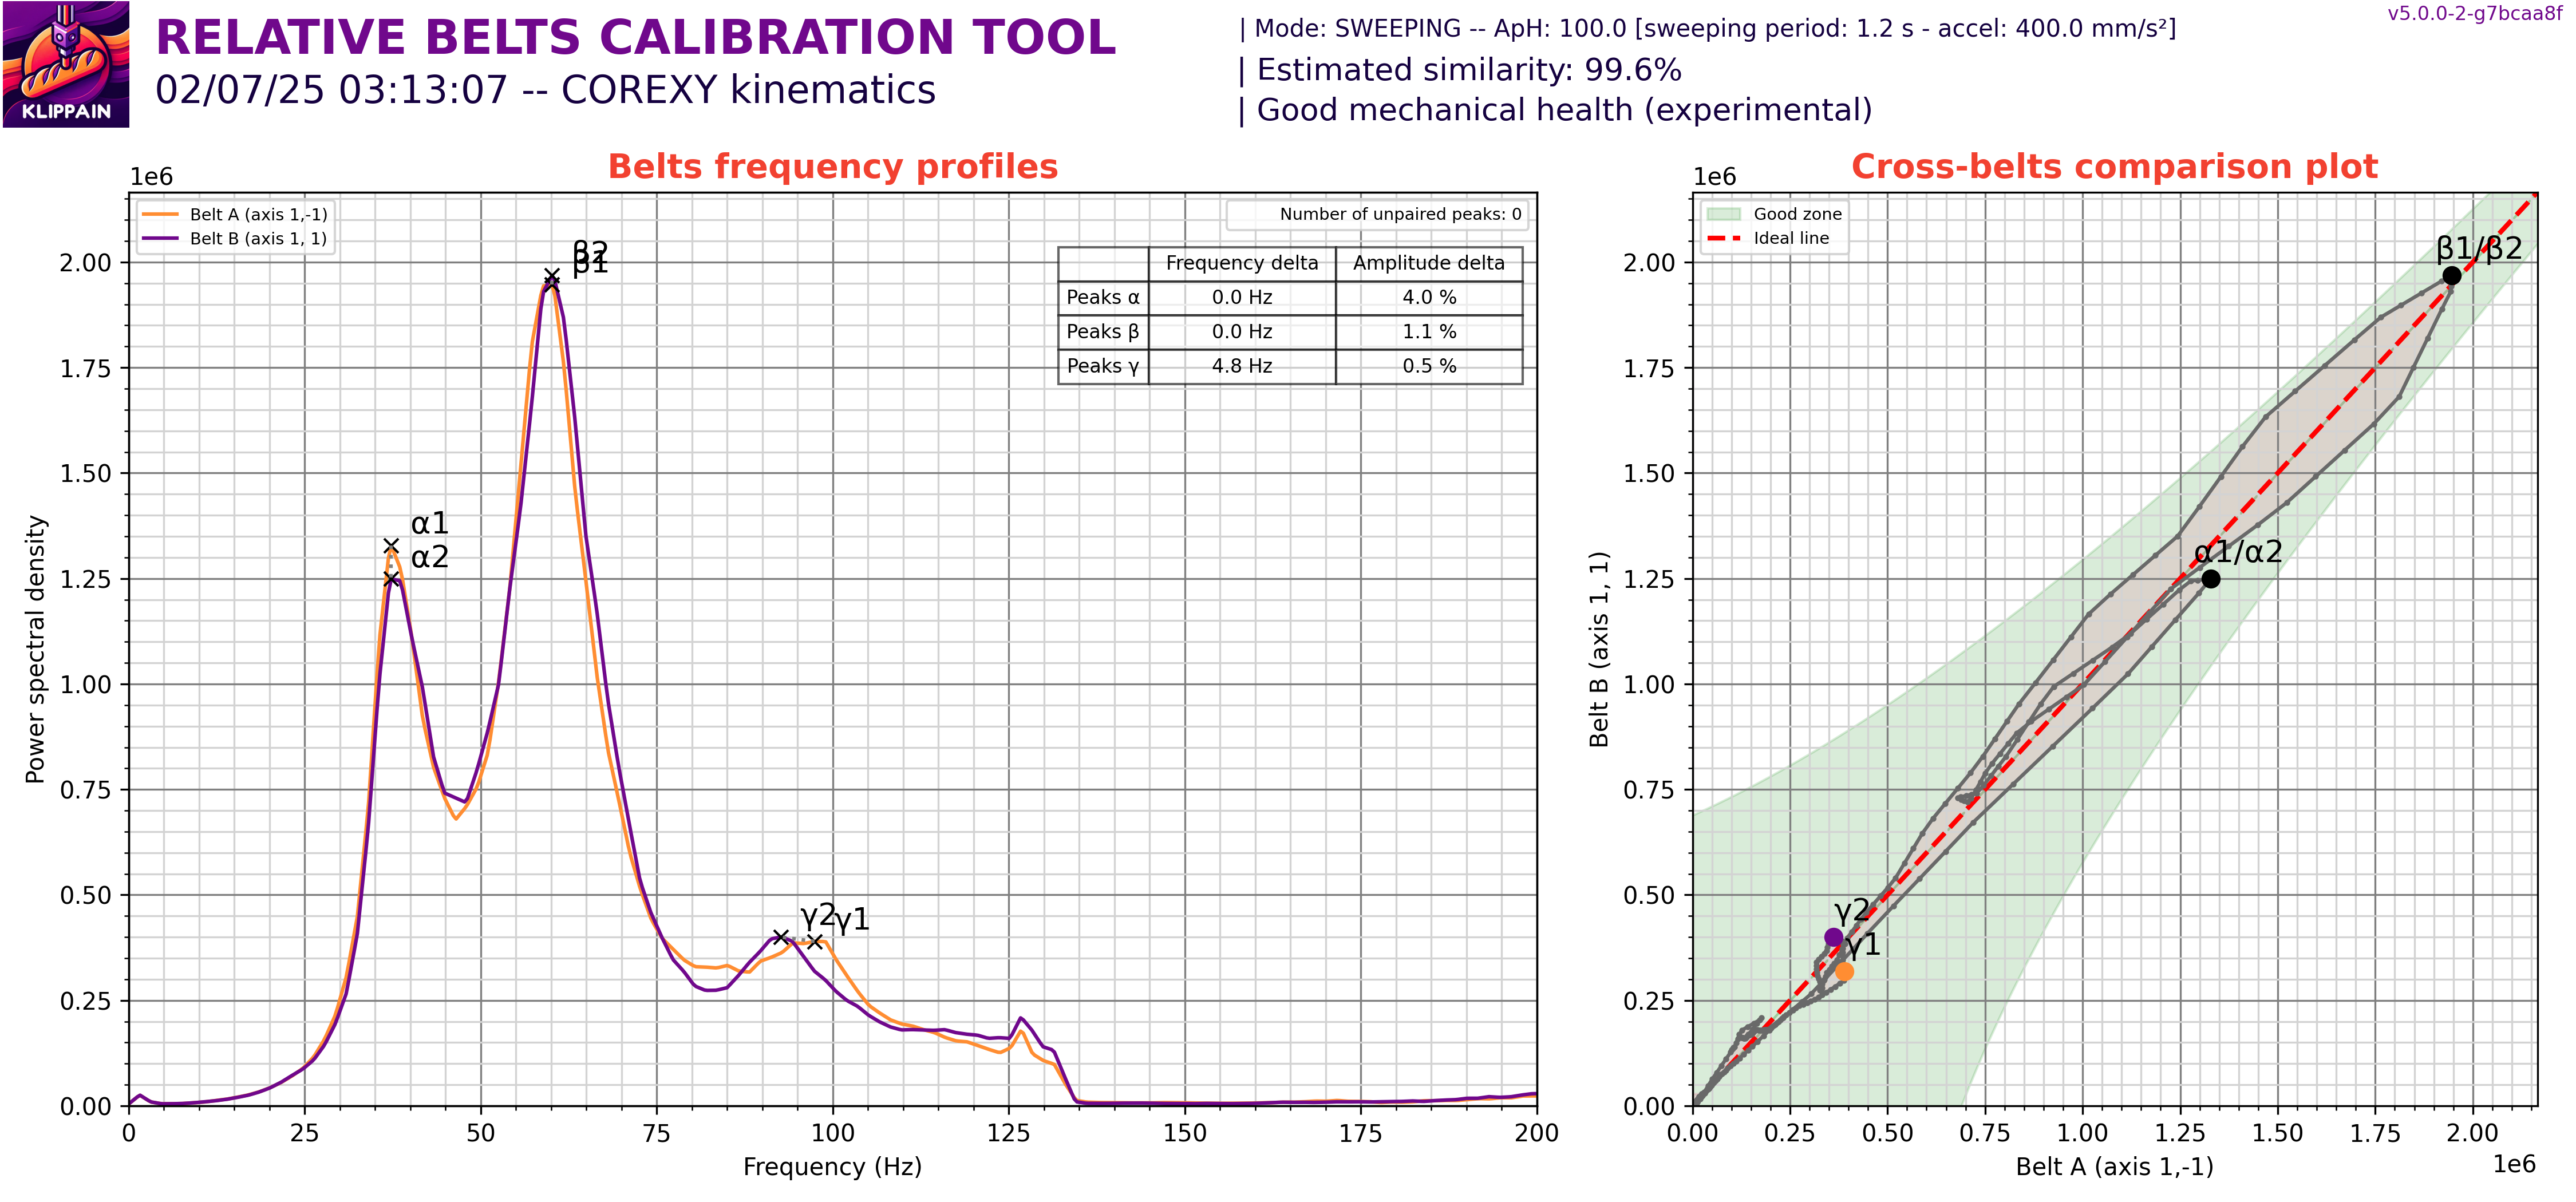 RELATIVE BELTS CALIBRATION TOOL
02/07/25 03:13:07 -- COREXY kinematics
KLIPPAIN
| Mode: SWEEPING -- ApH: 100.0 [sweeping period: 1.2 s - accel: 400.0 mm/s²]
| Estimated similarity: 99.6%
| Good mechanical health (experimental)
v5.0.0-2-g7bcaa8f
Belts frequency profiles
1e6
Belt A (axis 1,-1)
Belt B (axis 1, 1)
Number of unpaired peaks: 0
Frequency delta Amplitude delta
Peaks α 0.0 Hz 4.0 %
Peaks β 0.0 Hz 1.1 %
Peaks γ 4.8 Hz 0.5 %
β2
β1
α1
α2
γ2 γ1
2.00
1.75
1.50
1.25
1.00
0.75
0.50
0.25
0.00
Power spectral density
0 25 50 75 100 125 150 175 200
Frequency (Hz)
Cross-belts comparison plot
1e6
Good zone
Ideal line
β1/β2
α1/α2
γ2
γ1
2.00
1.75
1.50
1.25
1.00
0.75
0.50
0.25
0.00
Belt B (axis 1, 1)
0.00 0.25 0.50 0.75 1.00 1.25 1.50 1.75 2.00
Belt A (axis 1,-1)
1e6